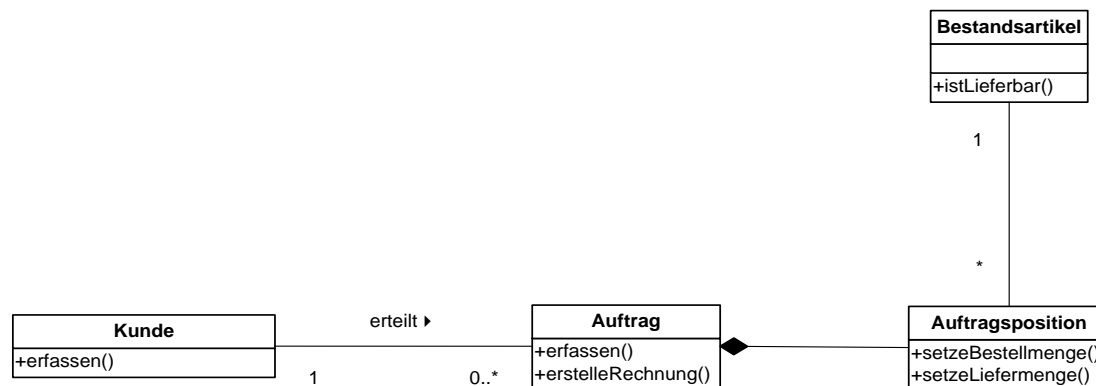 Bestandsartikel
+istLieferbar()
1
*
Kunde
+erfassen()
erteilt
1
0..*
Auftrag
+erfassen()
+erstelleRechnung()
Auftragsposition
+setzeBestellmenge()
+setzeLiefermenge()